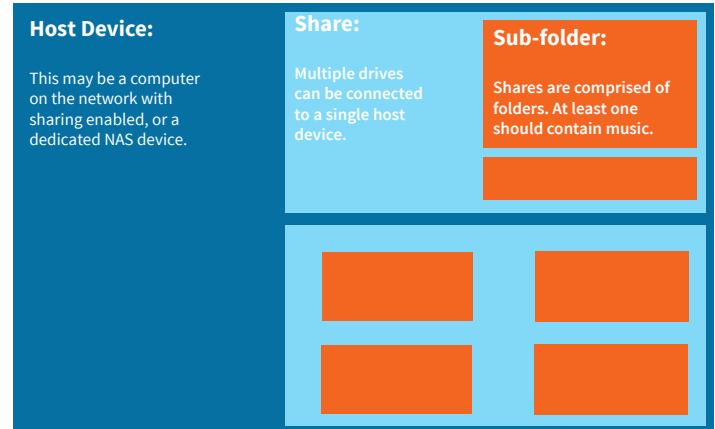 Host Device:
This may be a computer
on the network with
sharing enabled, or a
dedicated NAS device.
Share:
Multiple drives
can be connected
to a single host
device.
Sub-folder:
Shares are comprised of
folders. At least one
should contain music.